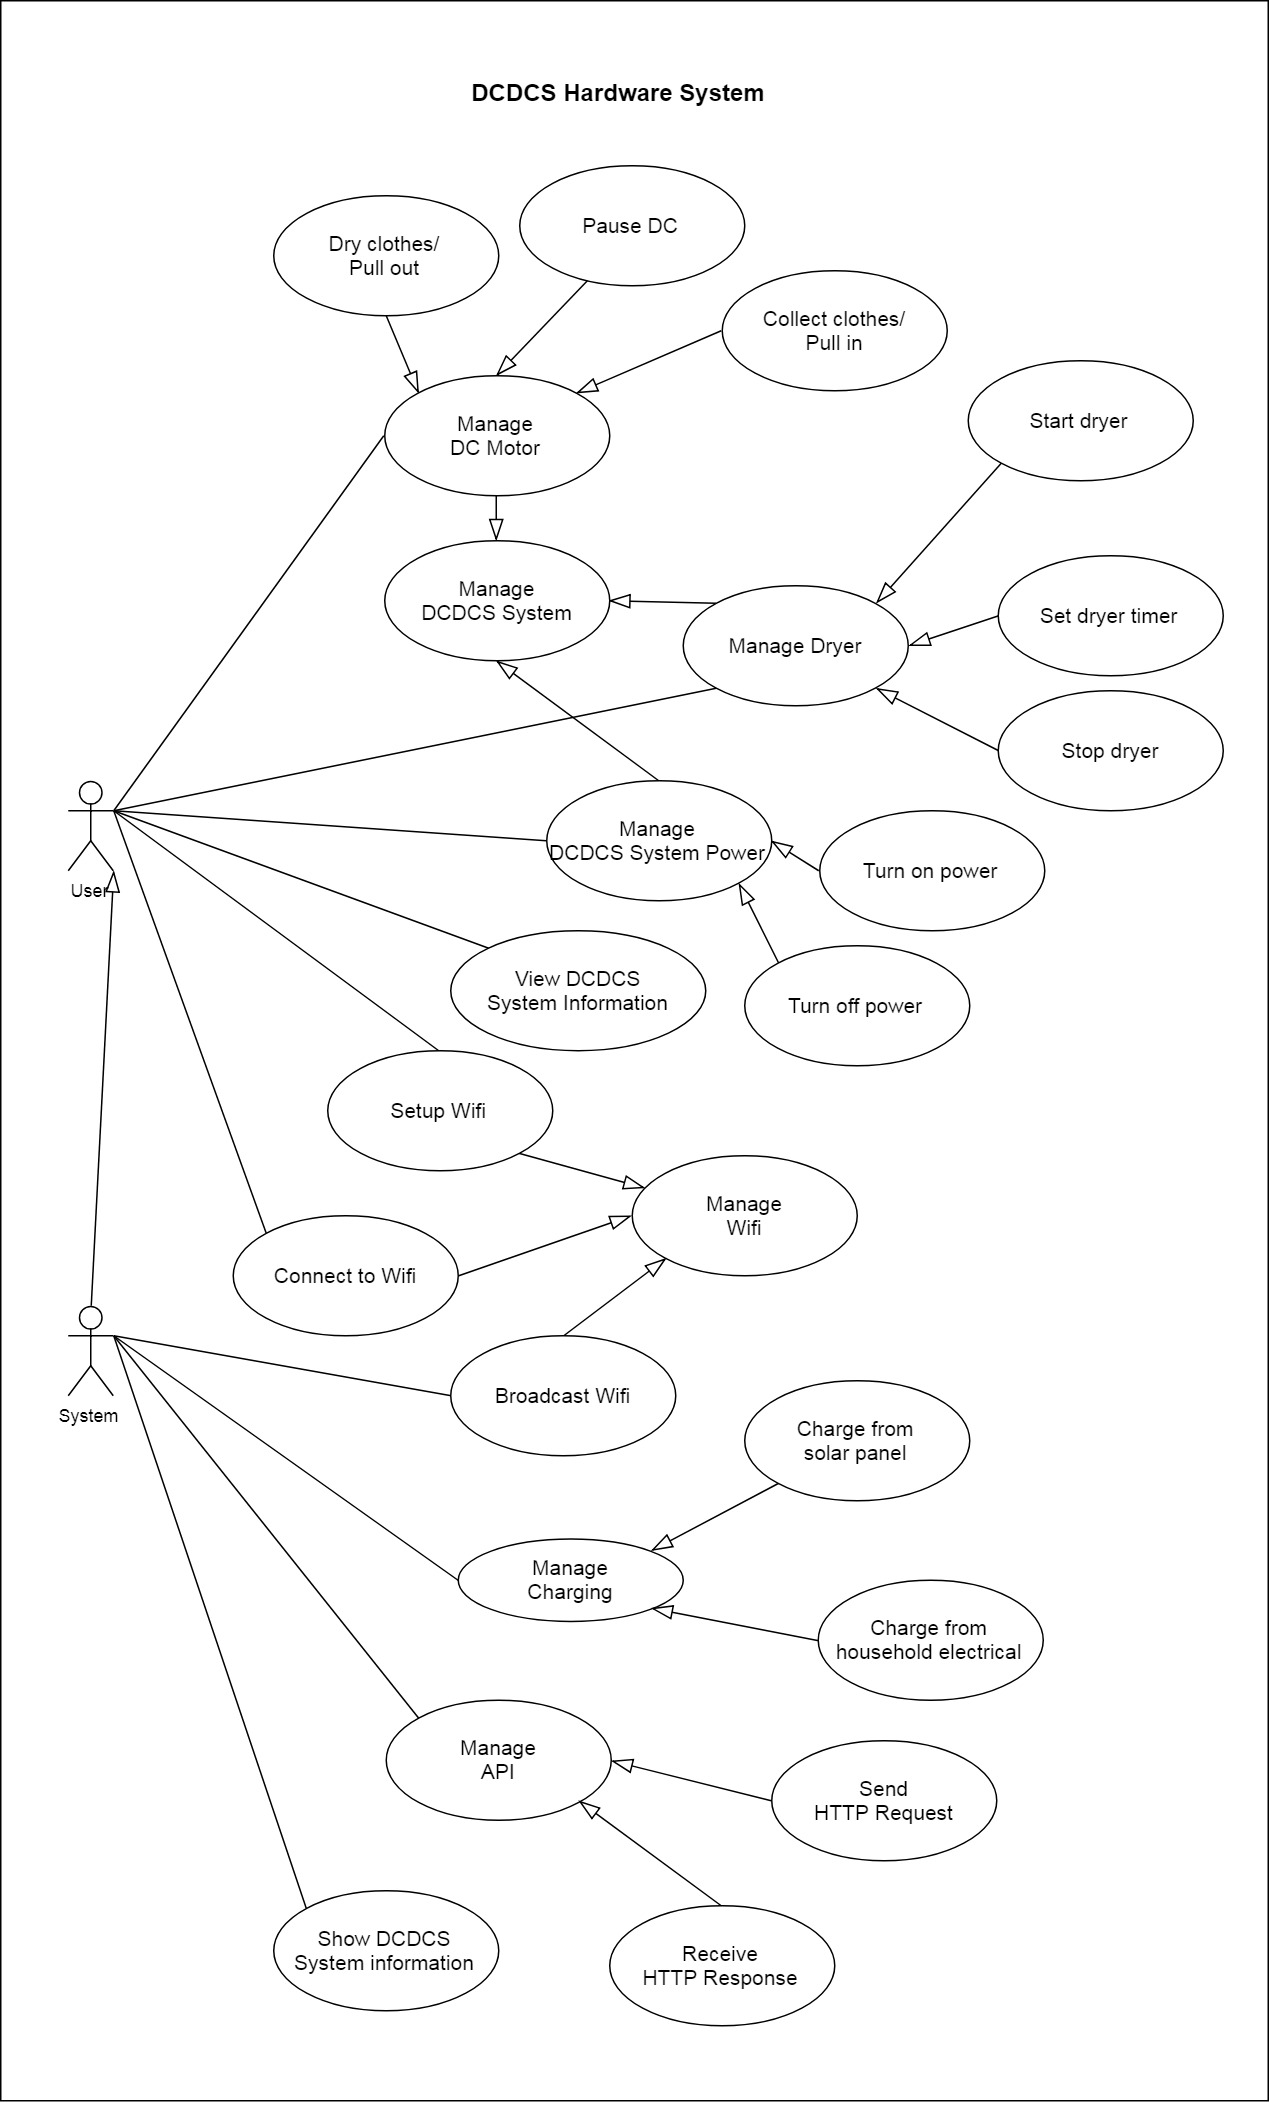 DCDCS Hardware System
Dry clothes/
Pull out
Pause DC
Collect clothes/
Pull in
Manage
DC Motor
Start dryer
Manage
DCDCS System
Manage Dryer
Set dryer timer
Stop dryer
User
Manage
DCDCS System Power
Turn on power
View DCDCS
System Information
Turn off power
Setup Wifi
Manage
Wifi
Connect to Wifi
System
Broadcast Wifi
Charge from
solar panel
Manage
Charging
Charge from
household electrical
Manage
API
Send
HTTP Request
Show DCDCS
System information
Receive
HTTP Response